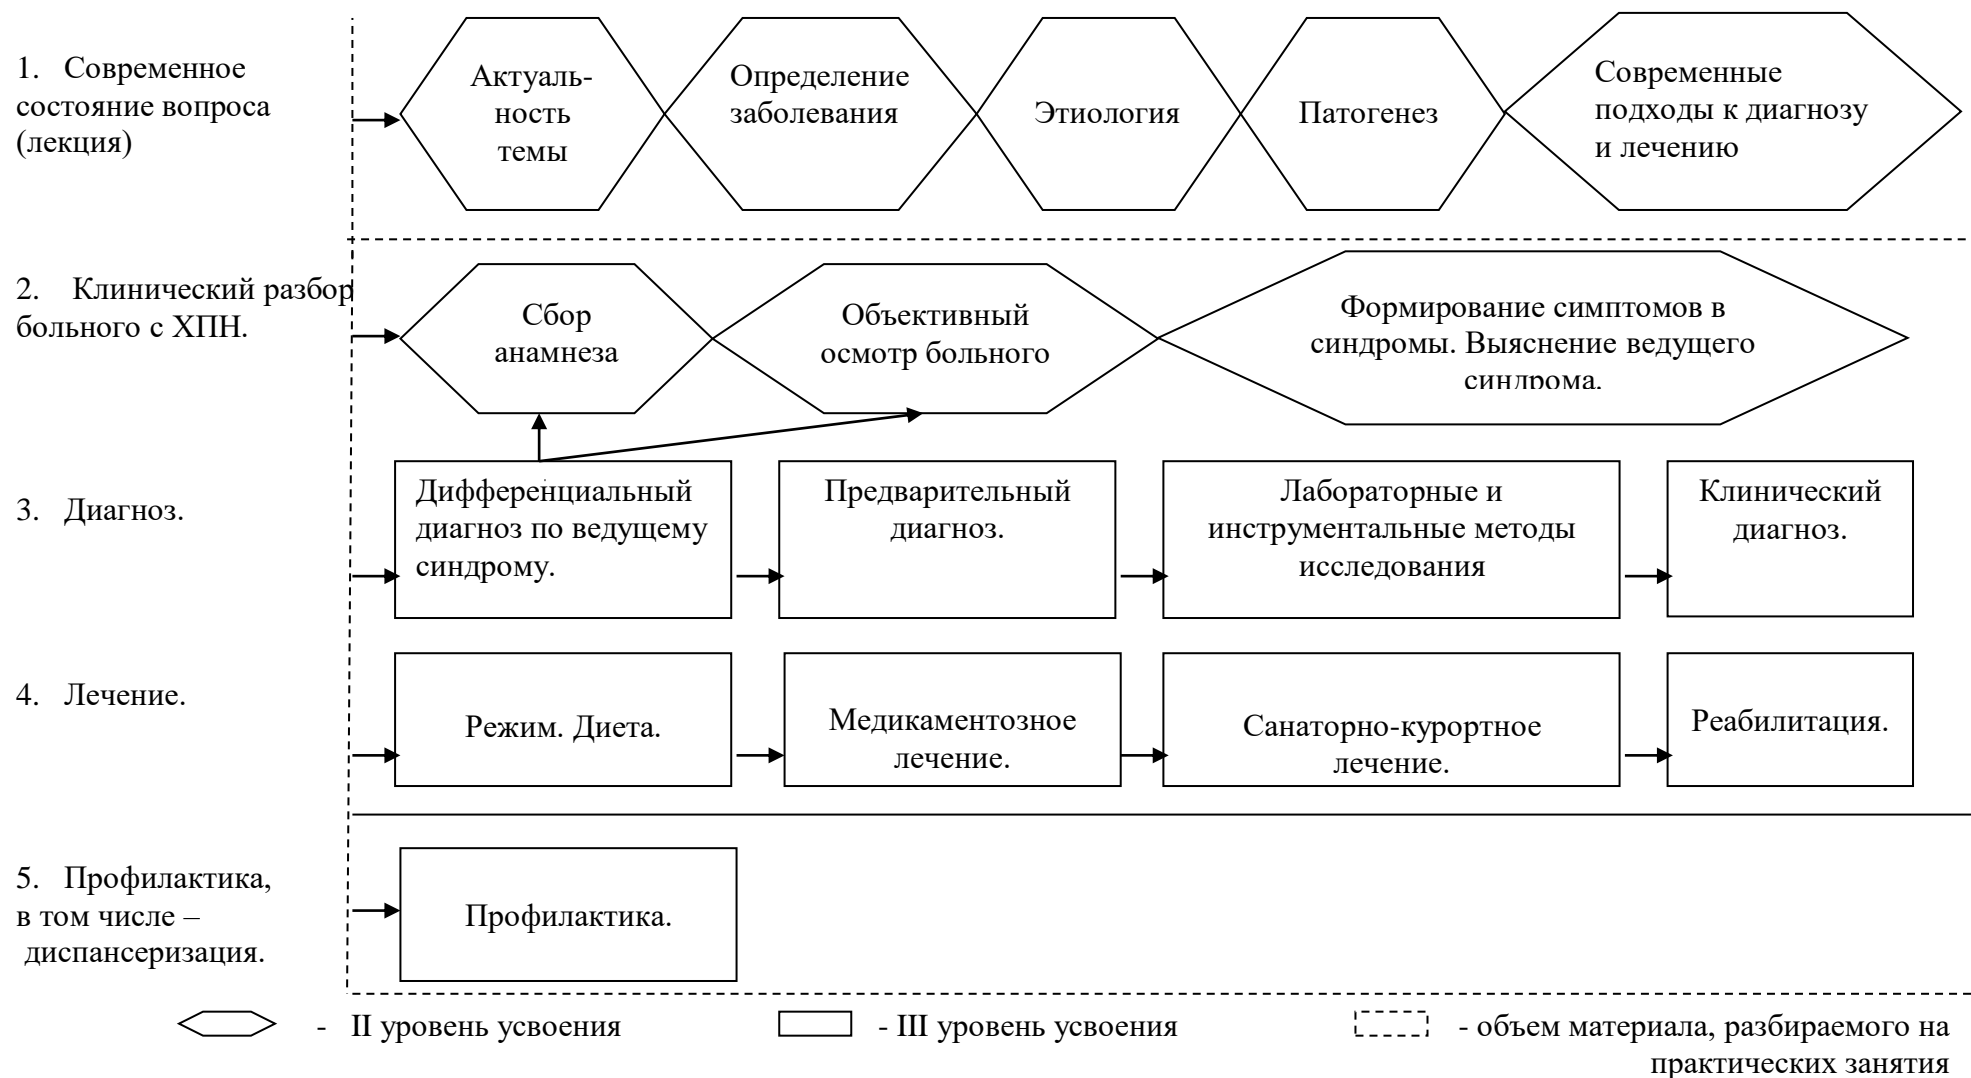 1. Современное
состояние вопроса
(лекция)
Актуаль-
ность
темы
Определение
заболевания
Этиология
Патогенез
Современные
подходы к диагнозу
и лечению
2. Клинический разбор
больного с ХПН.
Сбор
анамнеза
Объективный
осмотр больного
Формирование симптомов в
синдромы. Выяснение ведущего
синдрома.
3. Диагноз.
Дифференциальный
диагноз по ведущему
синдрому.
Предварительный
диагноз.
Лабораторные и
инструментальные методы
исследования
Клинический
диагноз.
4. Лечение.
Режим. Диета.
Медикаментозное
лечение.
Санаторно-курортное
лечение.
Реабилитация.
5. Профилактика,
в том числе –
диспансеризация.
Профилактика.
- II уровень усвоения
- III уровень усвоения
- объем материала, разбираемого на
практических занятия